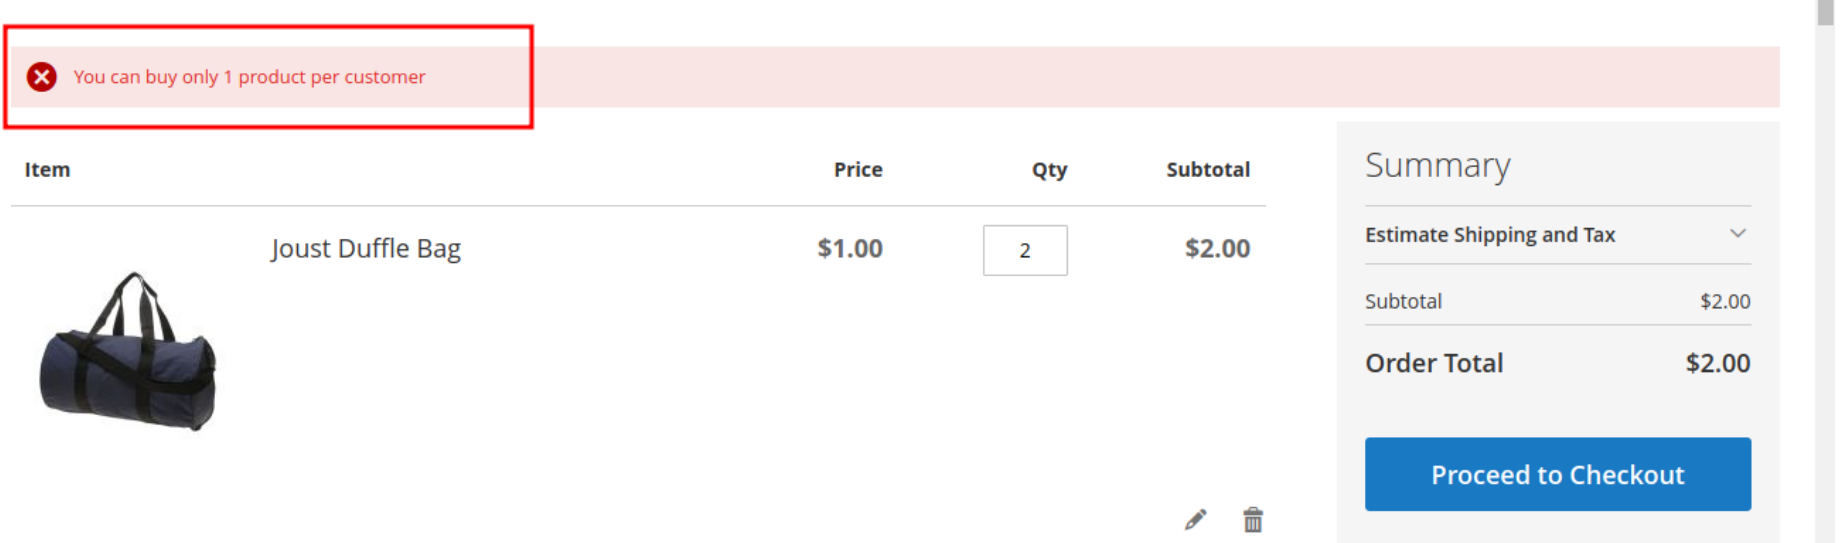 You can buy only 1 product per customer
Item Price Qty Subtotal
Joust Duffle Bag $1.00 2 $2.00
Summary
Estimate Shipping and Tax
Subtotal $2.00
Order Total $2.00
Proceed to Checkout